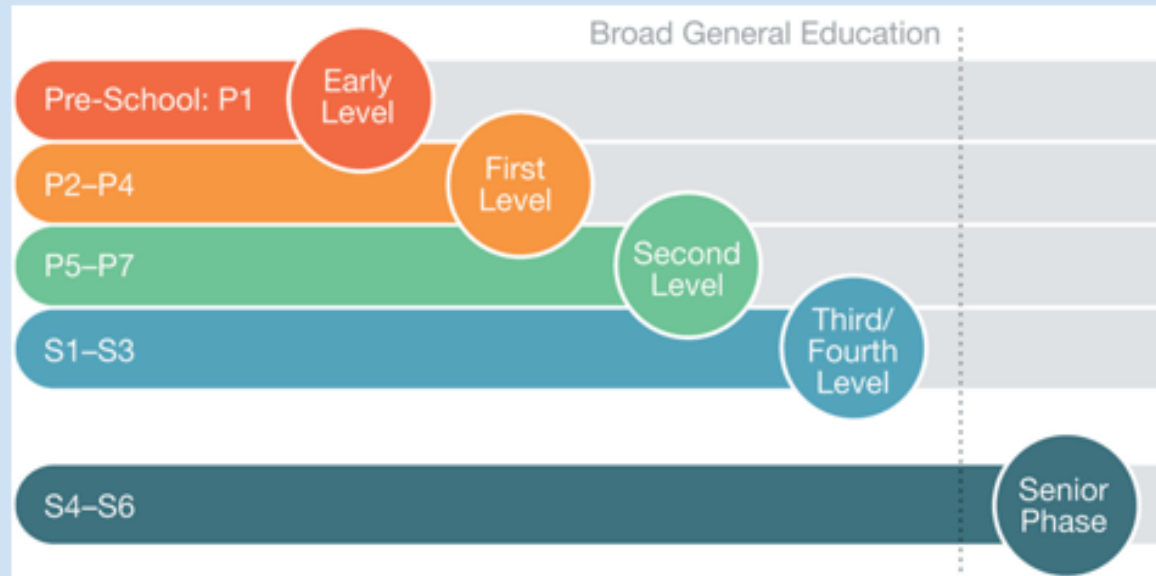 Broad General Education
Pre-School: P1
Early
Level
P2–P4
First
Level
P5–P7
Second
Level
S1–S3
Third/
Fourth
Level
S4–S6
Senior
Phase